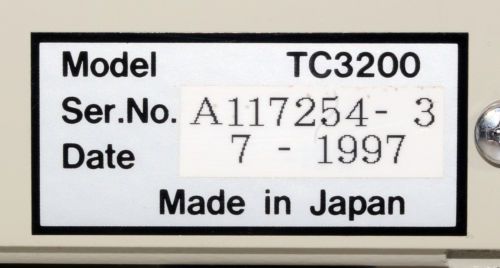 Model TC3200
Ser.No. A117254- 3
Date 7 - 1997
Made in Japan